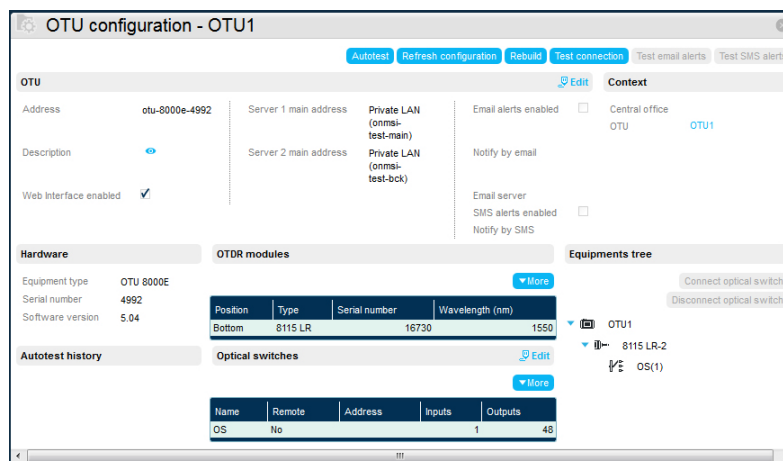 OTU configuration - OTU1
Autotest Refresh configuration Rebuild Test connection Test email alerts Test SMS alert
OTU Edit Context
Address otu-8000e-4992 Server 1 main address Private LAN Email alerts enabled Central office
(onmsi- OTU OTU1
test-main)
Description Server 2 main address Private LAN Notify by email
(onmsi-
test-bck)
Web Interface enabled Email server
SMS alerts enabled
Notify by SMS
Hardware OTDR modules Equipments tree
Equipment type OTU 8000E More Connect optical switch
Serial number 4992 Disconnect optical switch
Software version 5.04
Position Type Serial number Wavelength (nm)
Bottom 8115 LR 16730 1550 OTU1
8115 LR-2
Autotest history Optical switches Edit
OS(1)
More
Name Remote Address Inputs Outputs
OS No 1 48